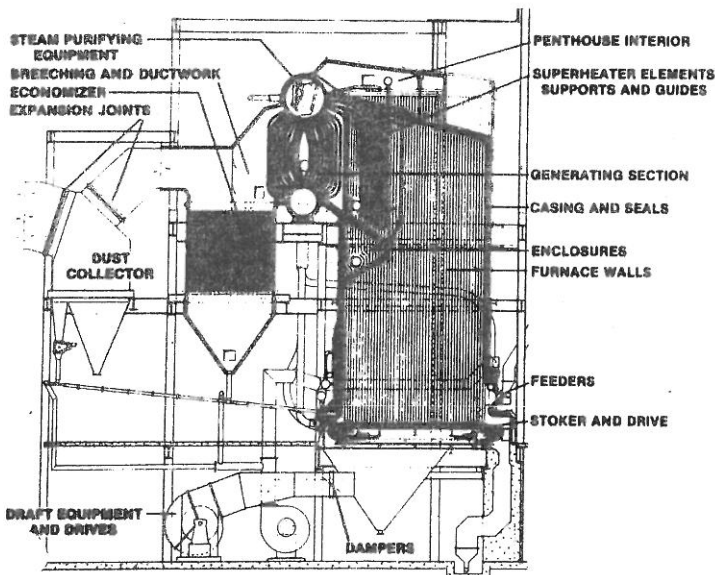 STEAM PURIFYING
EQUIPMENT
BREECHING AND DUCTWORK
ECONOMIZER
EXPANSION JOINTS
DUST
COLLECTOR
DRAFT EQUIPMENT
AND DRIVES
DAMPERS
PENTHOUSE INTERIOR
SUPERHEATER ELEMENTS
SUPPORTS AND GUIDES
GENERATING SECTION
CASING AND SEALS
ENCLOSURES
FURNACE WALLS
FEEDERS
STOKER AND DRIVE